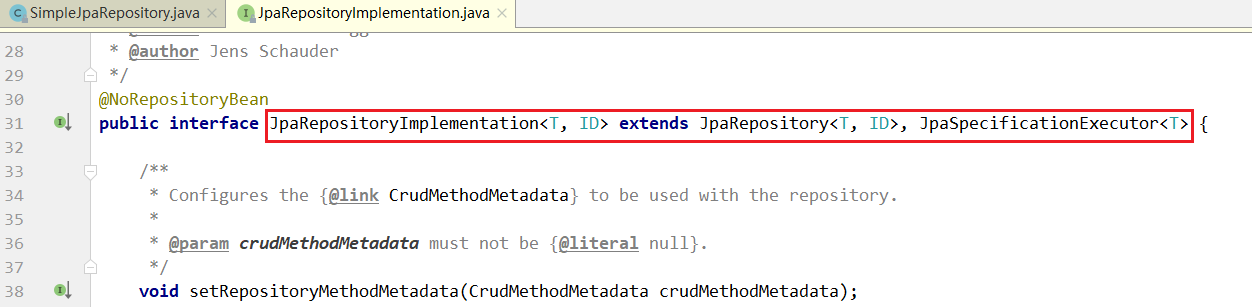 SimpleJpaRepository.java
JpaRepositoryImplementation.java
28 * @author Jens Schauder
29 */
30 @NoRepositoryBean
31 public interface JpaRepositoryImplementation<T, ID> extends JpaRepository<T, ID>, JpaSpecificationExecutor<T> {
32
33 /**
34 * Configures the {@link CrudMethodMetadata} to be used with the repository.
35 *
36 * @param crudMethodMetadata must not be {@literal null}.
37 */
38 void setRepositoryMethodMetadata(CrudMethodMetadata crudMethodMetadata);